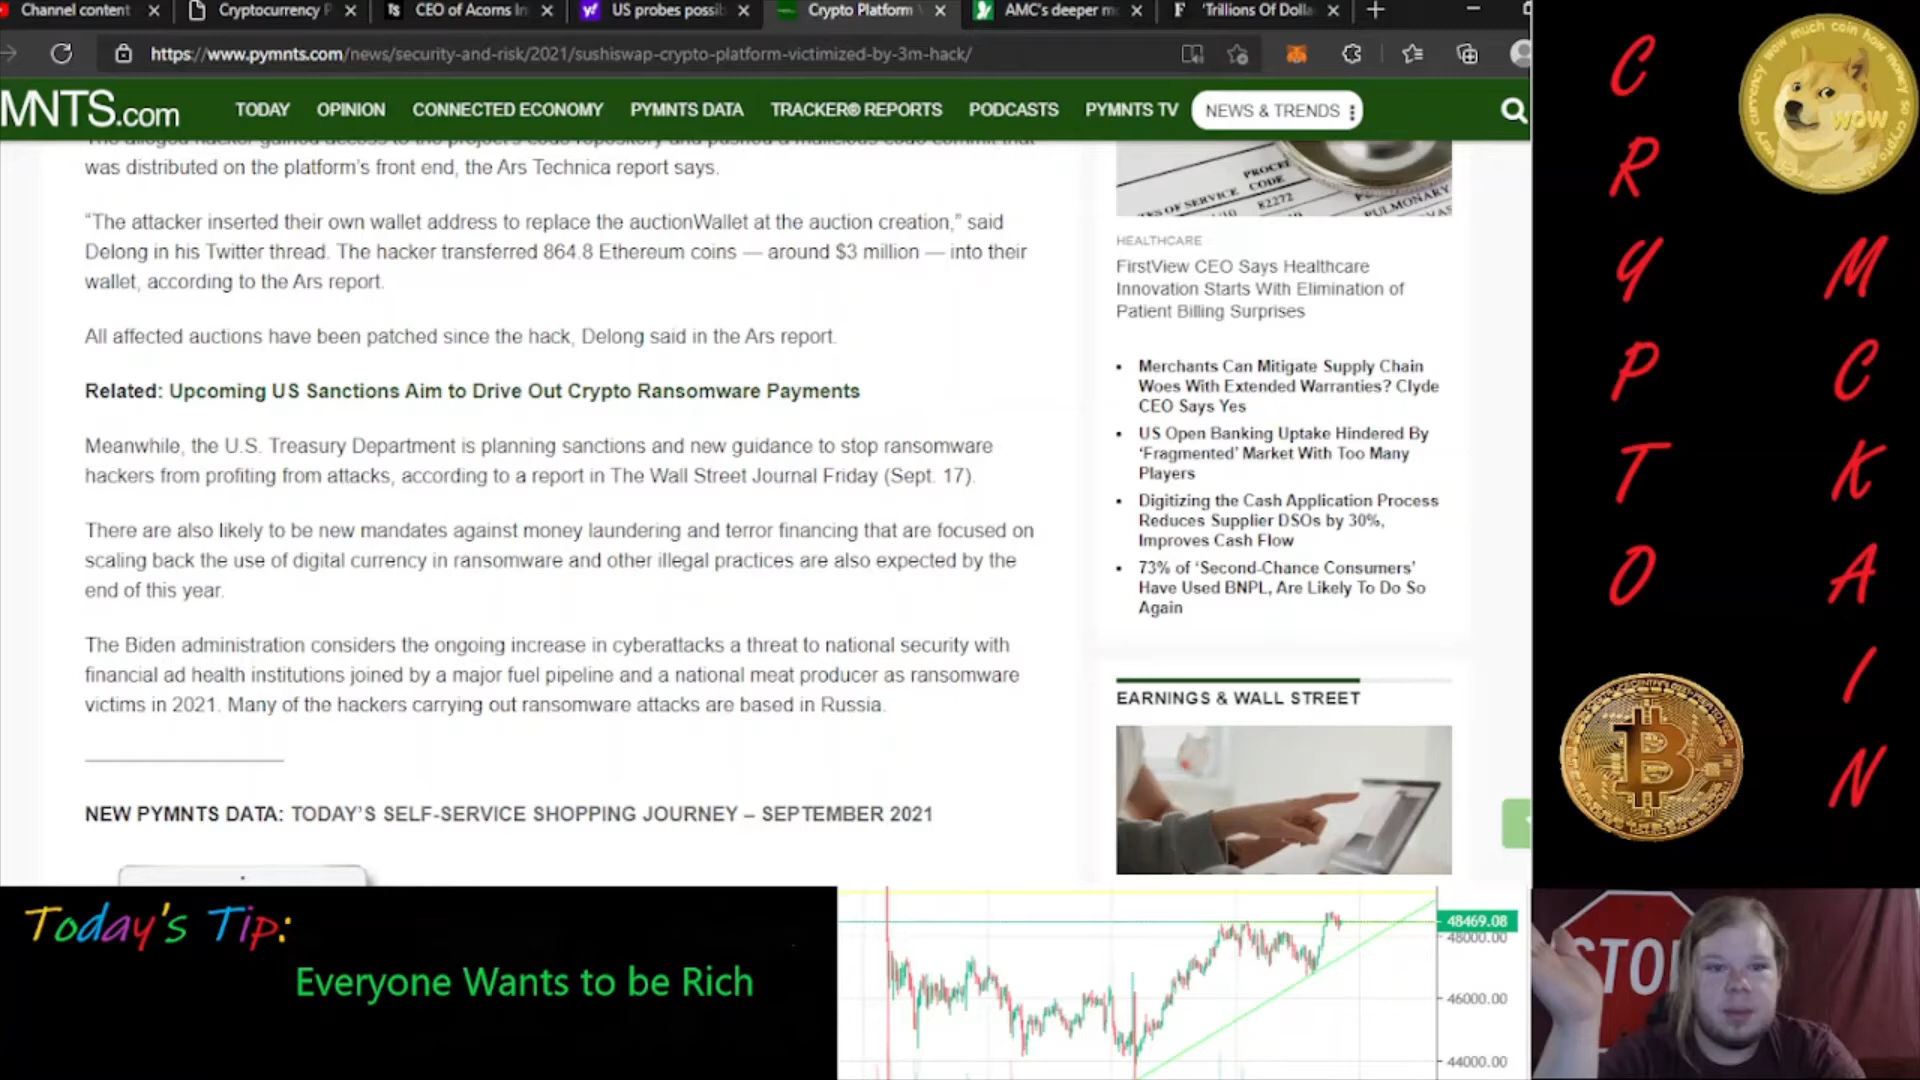 Channel content
Cryptocurrency F
CEO of Acorns In
US probes possil
Crypto Platform
AMC's deeper m
'Trillions Of Dolla
https://www.pymnts.com/news/security-and-risk/2021/sushiswap-crypto-platform-victimized-by-3m-hack/
MNTS.com
TODAY
OPINION
CONNECTED ECONOMY
PYMNTS DATA
TRACKER® REPORTS
PODCASTS
PYMNTS TV
NEWS & TRENDS
was distributed on the platform's front end, the Ars Technica report says.
“The attacker inserted their own wallet address to replace the auctionWallet at the auction creation,” said
Delong in his Twitter thread. The hacker transferred 864.8 Ethereum coins — around $3 million — into their
wallet, according to the Ars report.
All affected auctions have been patched since the hack, Delong said in the Ars report.
Related: Upcoming US Sanctions Aim to Drive Out Crypto Ransomware Payments
Meanwhile, the U.S. Treasury Department is planning sanctions and new guidance to stop ransomware
hackers from profiting from attacks, according to a report in The Wall Street Journal Friday (Sept. 17).
There are also likely to be new mandates against money laundering and terror financing that are focused on
scaling back the use of digital currency in ransomware and other illegal practices are also expected by the
end of this year.
The Biden administration considers the ongoing increase in cyberattacks a threat to national security with
financial ad health institutions joined by a major fuel pipeline and a national meat producer as ransomware
victims in 2021. Many of the hackers carrying out ransomware attacks are based in Russia.
NEW PYMNTS DATA: TODAY'S SELF-SERVICE SHOPPING JOURNEY – SEPTEMBER 2021
CODE
82272
HEALTHCARE
FirstView CEO Says Healthcare
Innovation Starts With Elimination of
Patient Billing Surprises
• Merchants Can Mitigate Supply Chain
Woes With Extended Warranties? Clyde
CEO Says Yes
• US Open Banking Uptake Hindered By
‘Fragmented’ Market With Too Many
Players
• Digitizing the Cash Application Process
Reduces Supplier DSOs by 30%,
Improves Cash Flow
• 73% of ‘Second-Chance Consumers’
Have Used BNPL, Are Likely To Do So
Again
EARNINGS & WALL STREET
CRYPTO
MCKAIN
WOW
Today's Tip:
Everyone Wants to be Rich
48469.08
48000.00
46000.00
44000.00
STO